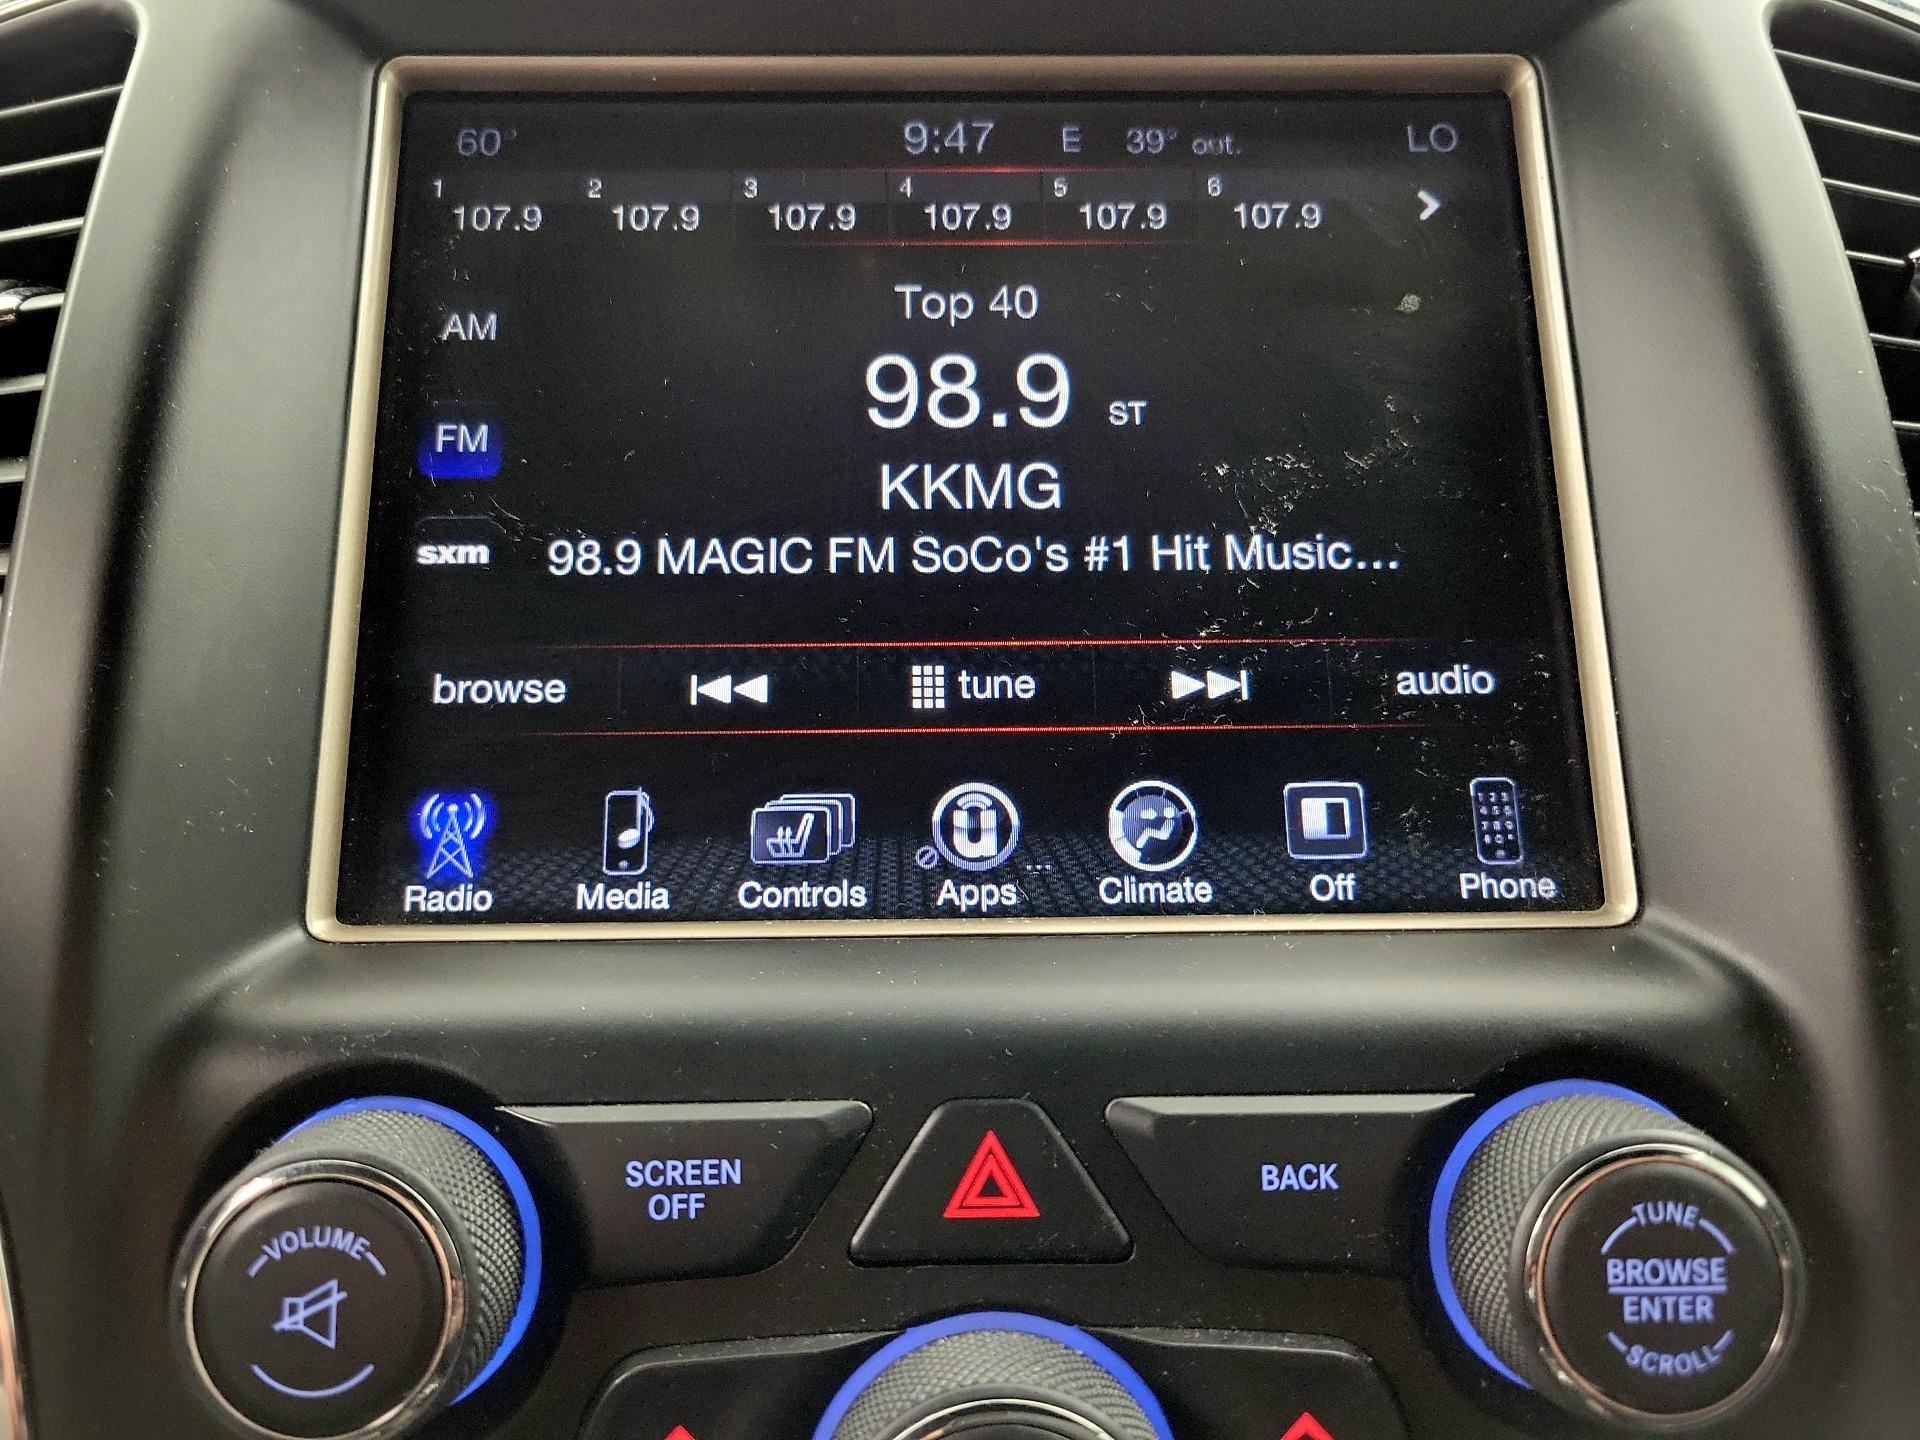 60° 9:47 E 39° out. LO
1 107.9 2 107.9 3 107.9 4 107.9 5 107.9 6 107.9
Top 40
AM
98.9 ST
FM
KKMG
sxm
98.9 MAGIC FM SoCo's #1 Hit Music...
browse tune audio
Radio Media Controls Apps Climate Off Phone
SCREEN
OFF
BACK
VOLUME
TUNE
BROWSE
ENTER
SCROLL